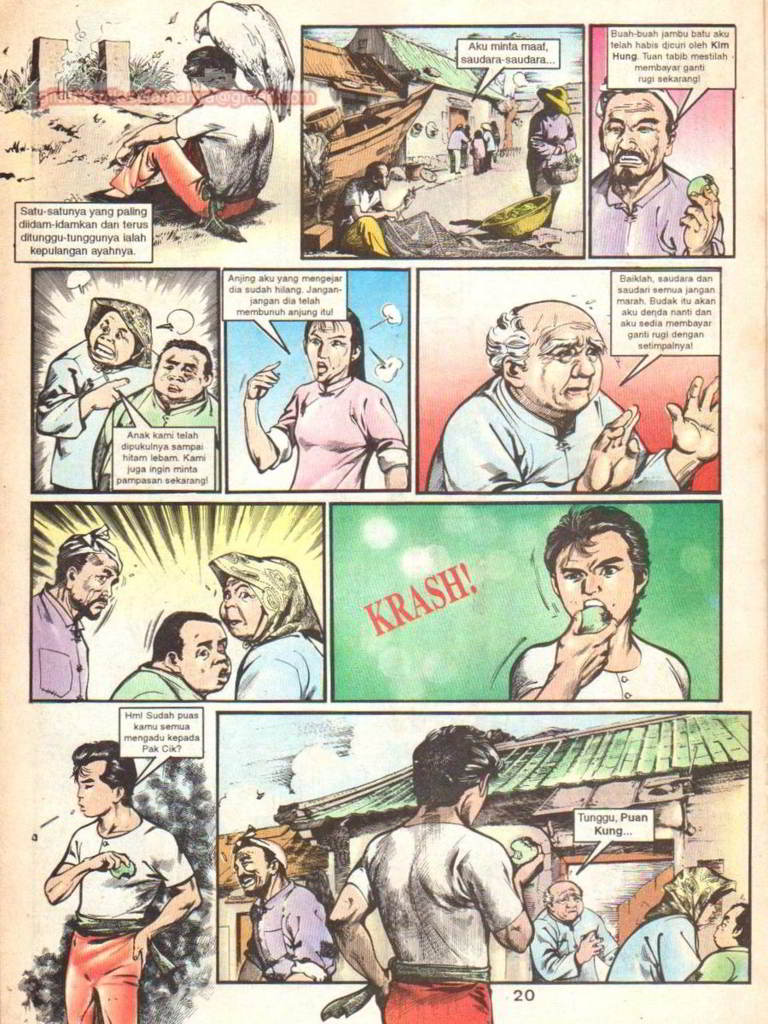 Satu-satunya yang paling
diidam-idamkan dan terus
ditunggu-tunggunya ialah
kepulangan ayahnya.
Aku minta maaf,
saudara-saudara...
Buah-buah jambu batu aku
telah habis dicuri oleh Kim
Hung. Tuan tabib mestilah
membayar ganti
rugi sekarang!
Anak kami telah
dipukulnya sampai
hitam lebam. Kami
juga ingin minta
pampasan sekarang!
Anjing aku yang mengejar
dia sudah hilang. Jangan-
jangan dia telah
membunuh anjung itu!
Baiklah, saudara dan
saudari semua jangan
marah. Budak itu akan
aku denda nanti dan
aku sedia membayar
ganti rugi dengan
setimpalnya!
KRASH!
Hm! Sudah puas
kamu semua
mengadu kepada
Pak Cik?
Tunggu, Puan
Kung...
20